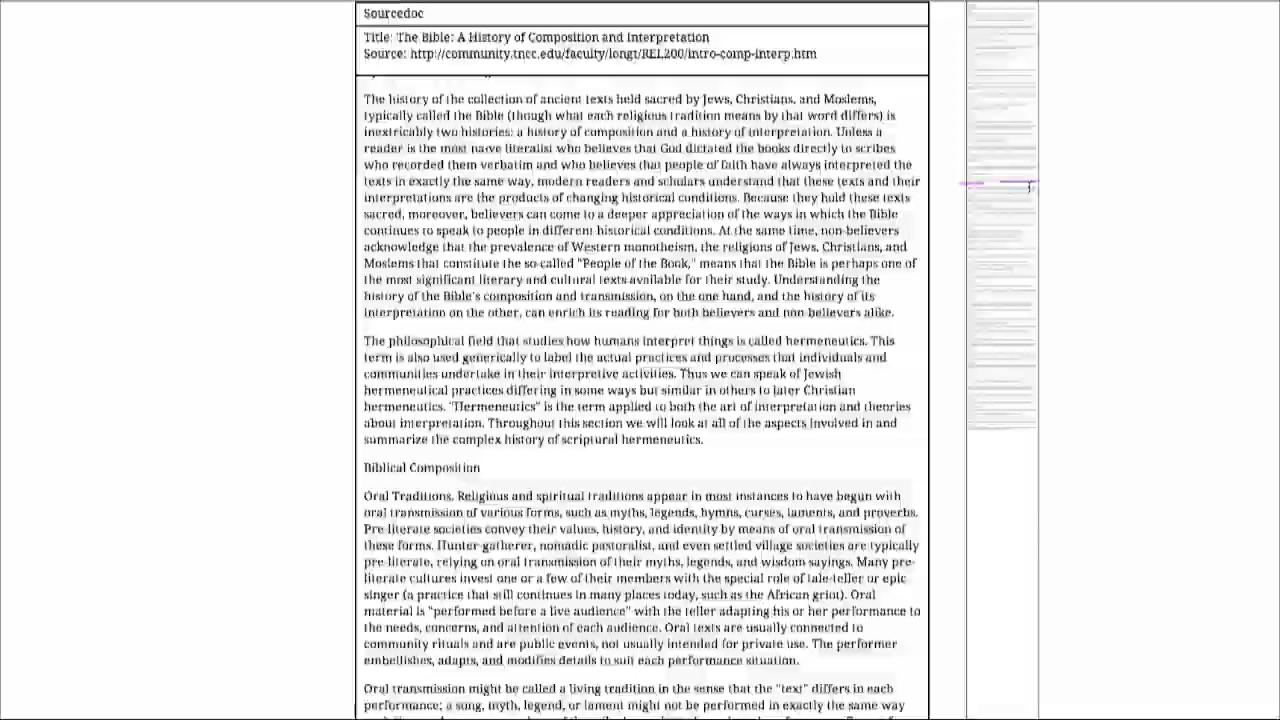 Sourcedoc
Title: The Bible: A History of Composition and Interpretation
Source: http://community.tncc.edu/faculty/longt/REL200/intro-comp-interp.htm
The history of the collection of ancient texts held sacred by Jews, Christians, and Moslems,
typically called the Bible (though what each religious tradition means by that word differs) is
inextricably two histories: a history of composition and a history of interpretation. Unless a
reader is the most naive literalist who believes that God dictated the books directly to scribes
who recorded them verbatim and who believes that people of faith have always interpreted the
texts in exactly the same way, modern readers and scholars understand that these texts and their
interpretations are the products of changing historical conditions. Because they hold these texts
sacred, moreover, believers can come to a deeper appreciation of the ways in which the Bible
continues to speak to people in different historical conditions. At the same time, non-believers
acknowledge that the prevalence of Western monotheism, the religions of Jews, Christians, and
Moslems that constitute the so-called "People of the Book," means that the Bible is perhaps one of
the most significant literary and cultural texts available for their study. Understanding the
history of the Bible's composition and transmission, on the one hand, and the history of its
interpretation on the other, can enrich its reading for both believers and non-believers alike.
The philosophical field that studies how humans interpret things is called hermeneutics. This
term is also used generically to label the actual practices and processes that individuals and
communities undertake in their interpretive activities. Thus we can speak of Jewish
hermeneutical practices differing in some ways but similar in others to later Christian
hermeneutics. "Hermeneutics" is the term applied to both the art of interpretation and theories
about interpretation. Throughout this section we will look at all of the aspects involved in and
summarize the complex history of scriptural hermeneutics.
Biblical Composition
Oral Traditions. Religious and spiritual traditions appear in most instances to have begun with
oral transmission of various forms, such as myths, legends, hymns, curses, laments, and proverbs.
Pre-literate societies convey their values, history, and identity by means of oral transmission of
these forms. Hunter-gatherer, nomadic pastoralist, and even settled village societies are typically
pre-literate, relying on oral transmission of their myths, legends, and wisdom sayings. Many pre-
literate cultures invest one or a few of their members with the special role of tale-teller or epic
singer (a practice that still continues in many places today, such as the African griot). Oral
material is "performed before a live audience" with the teller adapting his or her performance to
the needs, concerns, and attention of each audience. Oral texts are usually connected to
community rituals and are public events, not usually intended for private use. The performer
embellishes, adapts, and modifies details to suit each performance situation.
Oral transmission might be called a living tradition in the sense that the "text" differs in each
performance; a song, myth, legend, or lament might not be performed in exactly the same way